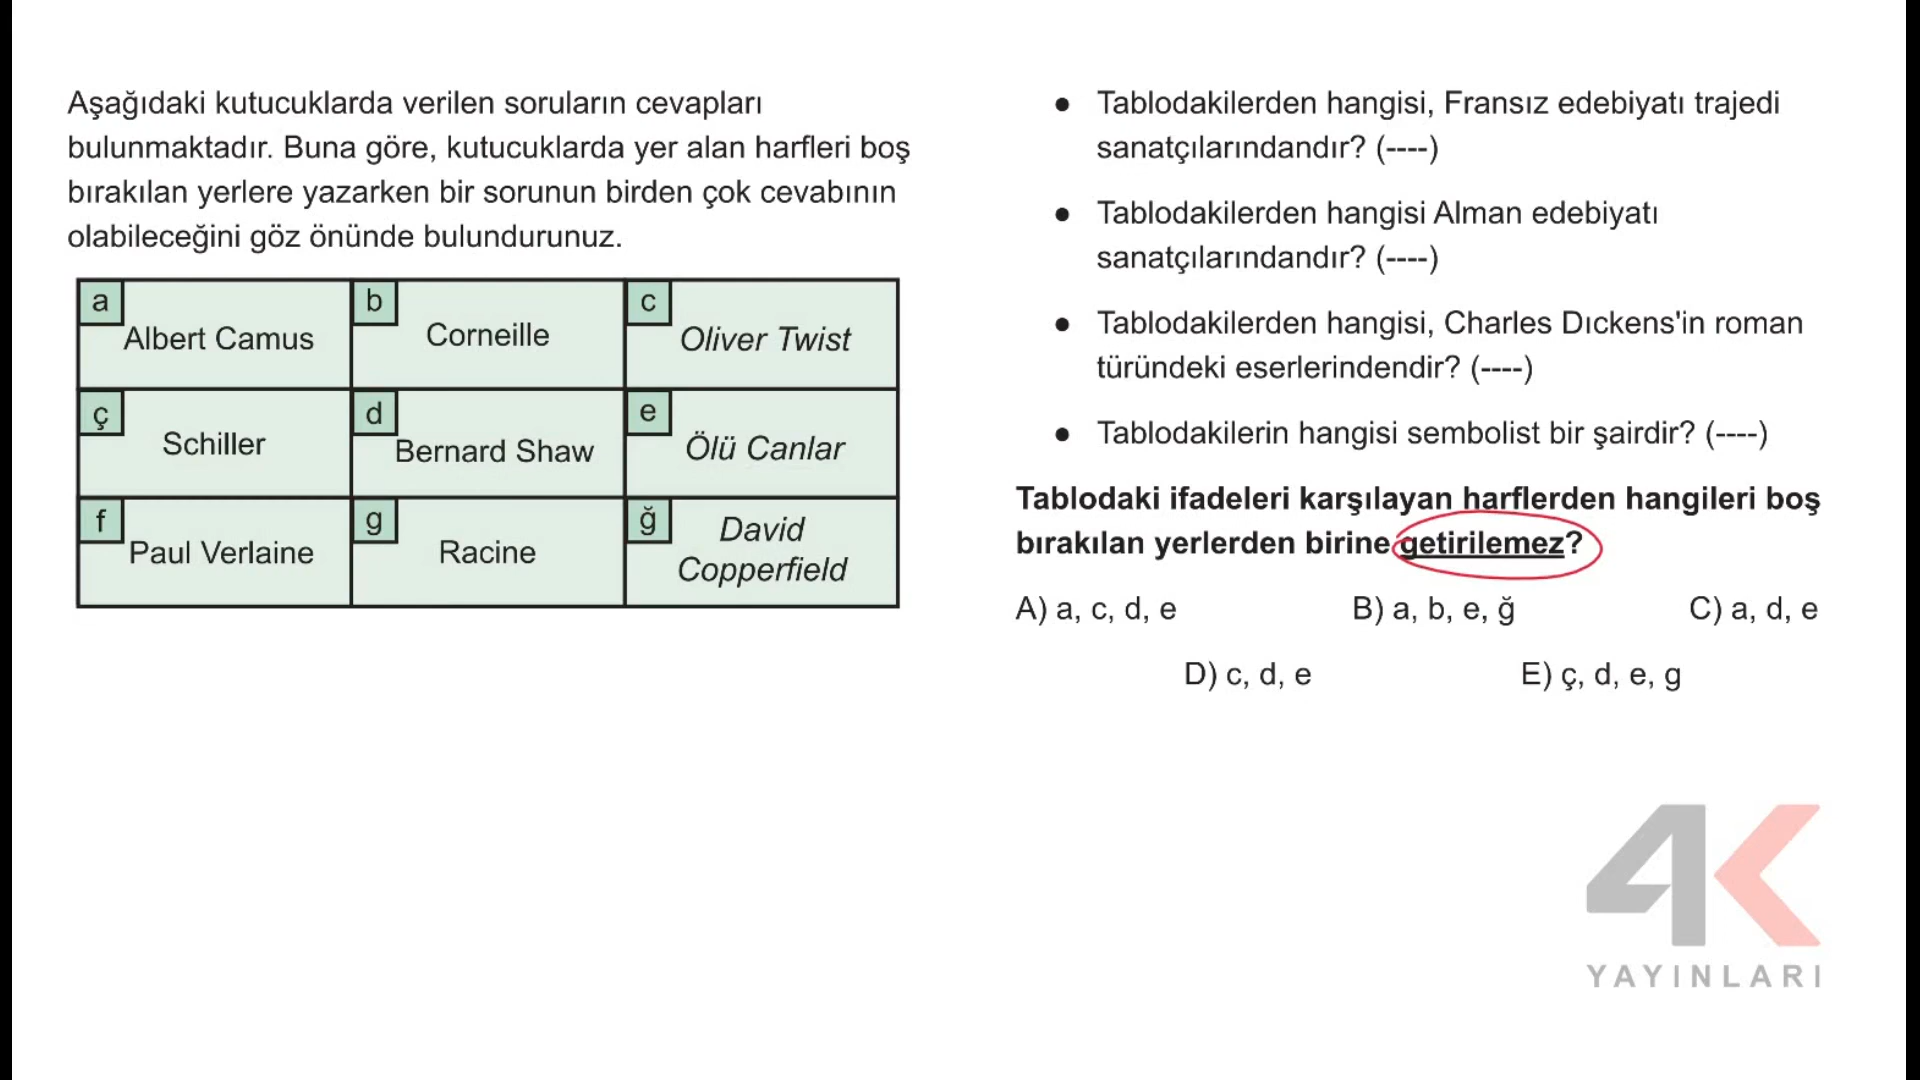 Aşağıdaki kutucuklarda verilen soruların cevapları
bulunmaktadır. Buna göre, kutucuklarda yer alan harfleri boş
bırakılan yerlere yazarken bir sorunun birden çok cevabının
olabileceğini göz önünde bulundurunuz.
a
Albert Camus
b
Corneille
c
Oliver Twist
ç
Schiller
d
Bernard Shaw
e
Ölü Canlar
f
Paul Verlaine
g
Racine
ğ
David
Copperfield
● Tablodakilerden hangisi, Fransız edebiyatı trajedi
sanatçılarındandır? (----)
● Tablodakilerden hangisi Alman edebiyatı
sanatçılarındandır? (----)
● Tablodakilerden hangisi, Charles Dıckens'in roman
türündeki eserlerindendir? (----)
● Tablodakilerin hangisi sembolist bir şairdir? (----)
Tablodaki ifadeleri karşılayan harflerden hangileri boş
bırakılan yerlerden birine getirilemez?
A) a, c, d, e B) a, b, e, ğ C) a, d, e
D) c, d, e E) ç, d, e, g
4K
YAYINLARI